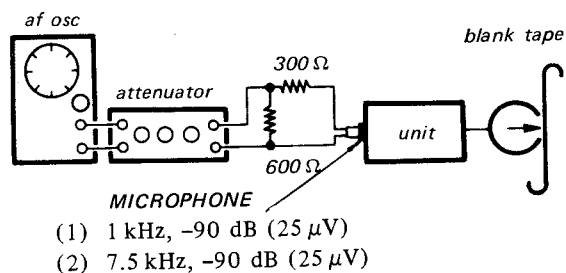 af osc
blank tape
300 Ω
attenuator
unit
600 Ω
MICROPHONE
(1) 1 kHz, –90 dB (25 μV)
(2) 7.5 kHz, –90 dB (25 μV)